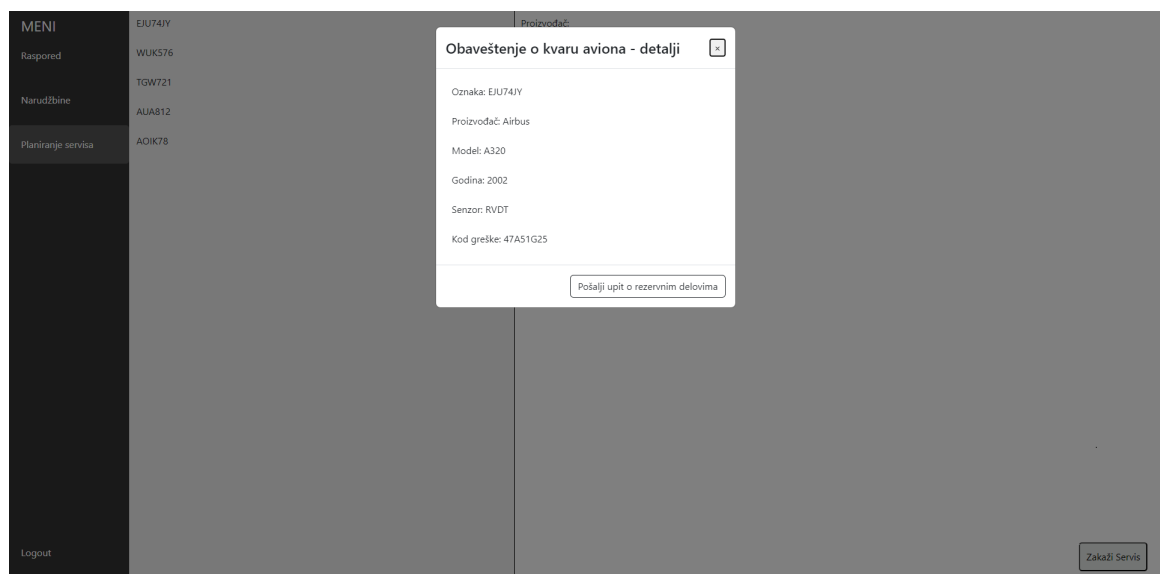 MENI
Raspored
Narudžbine
Planiranje servisa
Logout
EJU74JY
WUK576
TGW721
AUA812
AOIK78
Proizvođač:
Obaveštenje o kvaru aviona - detalji
×
Oznaka: EJU74JY
Proizvođač: Airbus
Model: A320
Godina: 2002
Senzor: RVDT
Kod greške: 47A51G25
Pošalji upit o rezervnim delovima
Zakaži Servis